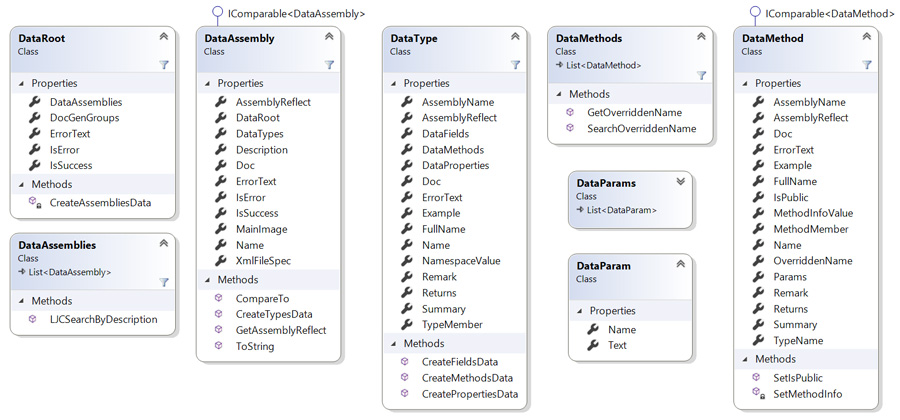 DataRoot
Class
Properties
DataAssemblies
DocGenGroups
ErrorText
IsError
IsSuccess
Methods
CreateAssembliesData
DataAssemblies
Class
List<DataAssembly>
Methods
LJCSearchByDescription
IComparable<DataAssembly>
DataAssembly
Class
Properties
AssemblyReflect
DataRoot
DataTypes
Description
Doc
ErrorText
IsError
IsSuccess
MainImage
Name
XmlFileSpec
Methods
CompareTo
CreateTypesData
GetAssemblyReflect
ToString
DataType
Class
Properties
AssemblyName
AssemblyReflect
DataFields
DataMethods
DataProperties
Doc
ErrorText
Example
FullName
Name
NamespaceValue
Remark
Returns
Summary
TypeMember
Methods
CreateFieldsData
CreateMethodsData
CreatePropertiesData
DataMethods
Class
List<DataMethod>
Methods
GetOverriddenName
SearchOverriddenName
DataParams
Class
List<DataParam>
DataParam
Class
Properties
Name
Text
IComparable<DataMethod>
DataMethod
Class
Properties
AssemblyName
AssemblyReflect
Doc
ErrorText
Example
FullName
IsPublic
MethodInfoValue
MethodMember
Name
OverriddenName
Params
Remark
Returns
Summary
TypeName
Methods
SetIsPublic
SetMethodInfo